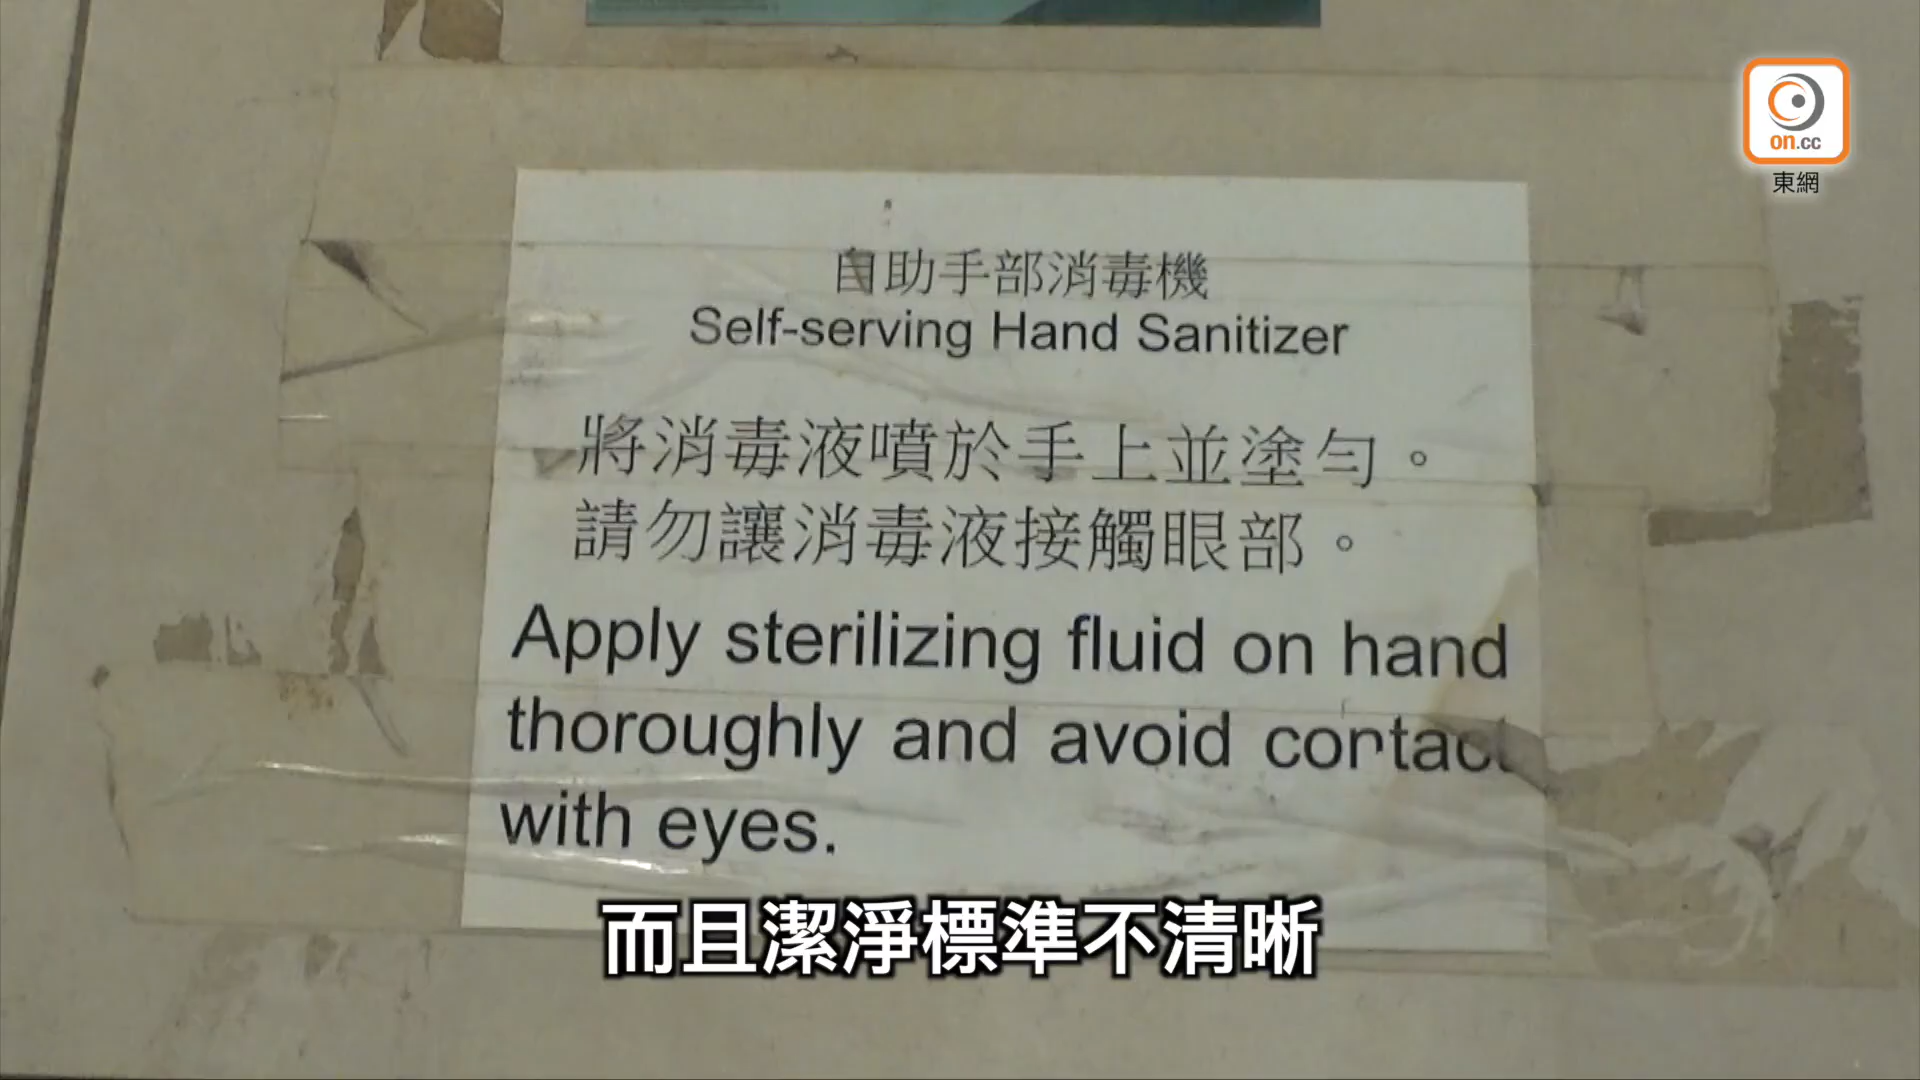 on.cc
東網
自助手部消毒機
Self-serving Hand Sanitizer
將消毒液噴於手上並塗勻。
請勿讓消毒液接觸眼部。
Apply sterilizing fluid on hand
thoroughly and avoid contact
with eyes.
而且潔淨標準不清晰